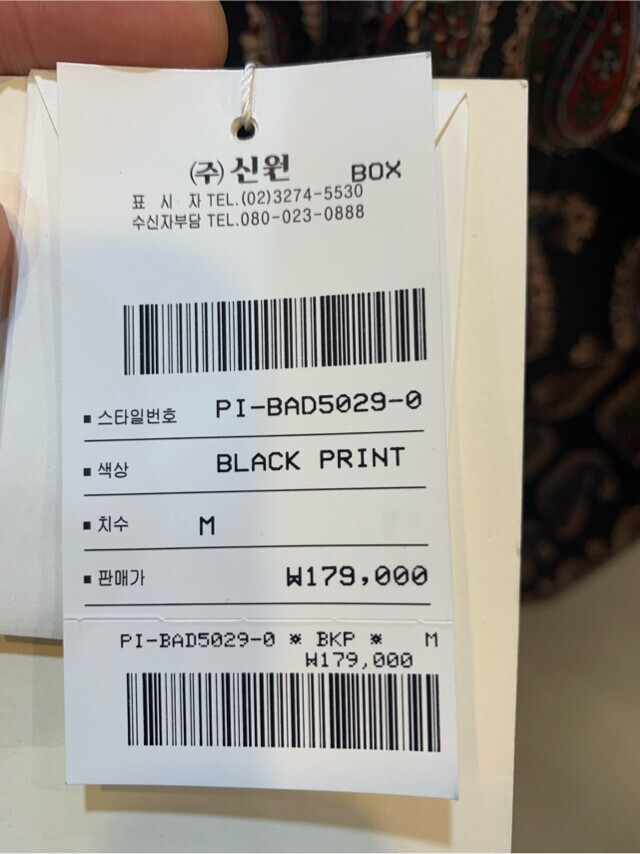 (주)신원 BOX
표 시 자 TEL.(02)3274-5530
수신자부담 TEL.080-023-0888
■ 스타일번호 PI-BAD5029-0
■ 색상 BLACK PRINT
■ 치수 M
■ 판매가 ₩179,000
PI-BAD5029-0 ※ BKP ※ M
₩179,000